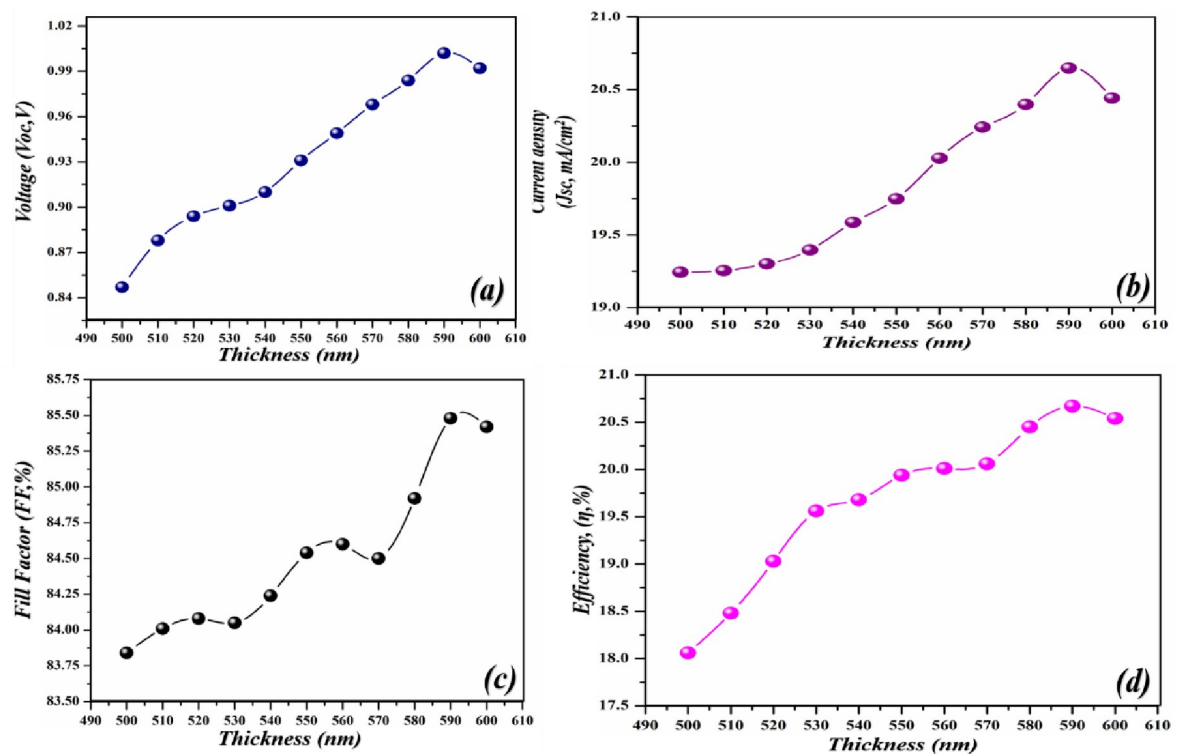 1.02
0.99
0.96
0.93
0.90
0.87
0.84
Voltage (Voc,V)
490 500 510 520 530 540 550 560 570 580 590 600 610
Thickness (nm)
(a)
21.0
20.5
20.0
19.5
19.0
Current density
(Jsc, mA/cm²)
490 500 510 520 530 540 550 560 570 580 590 600 610
Thickness (nm)
(b)
85.75
85.50
85.25
85.00
84.75
84.50
84.25
84.00
83.75
83.50
Fill Factor (FF,%)
490 500 510 520 530 540 550 560 570 580 590 600 610
Thickness (nm)
(c)
21.0
20.5
20.0
19.5
19.0
18.5
18.0
17.5
Efficiency, (η,%)
490 500 510 520 530 540 550 560 570 580 590 600 610
Thickness (nm)
(d)